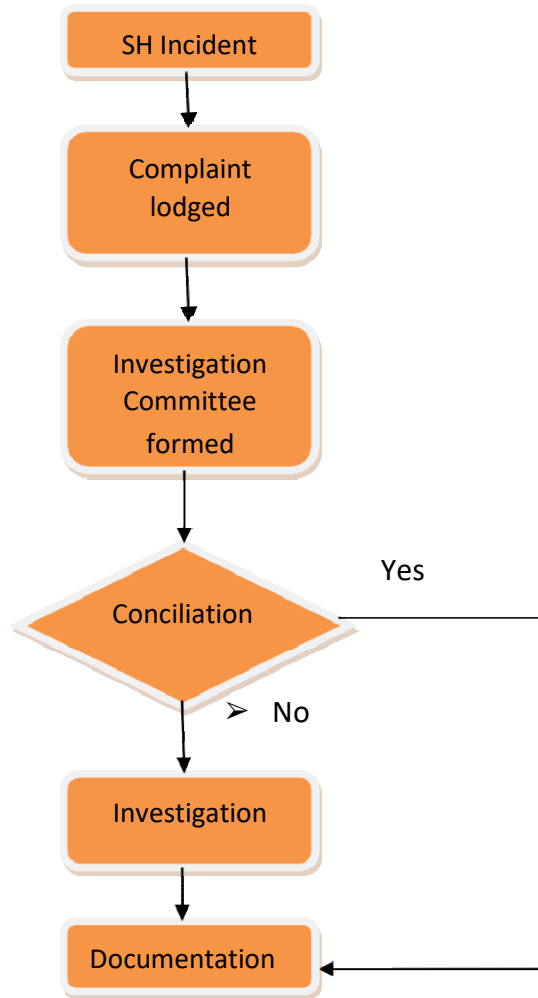 SH Incident
Complaint
lodged
Investigation
Committee
formed
Yes
Conciliation
➢ No
Investigation
Documentation